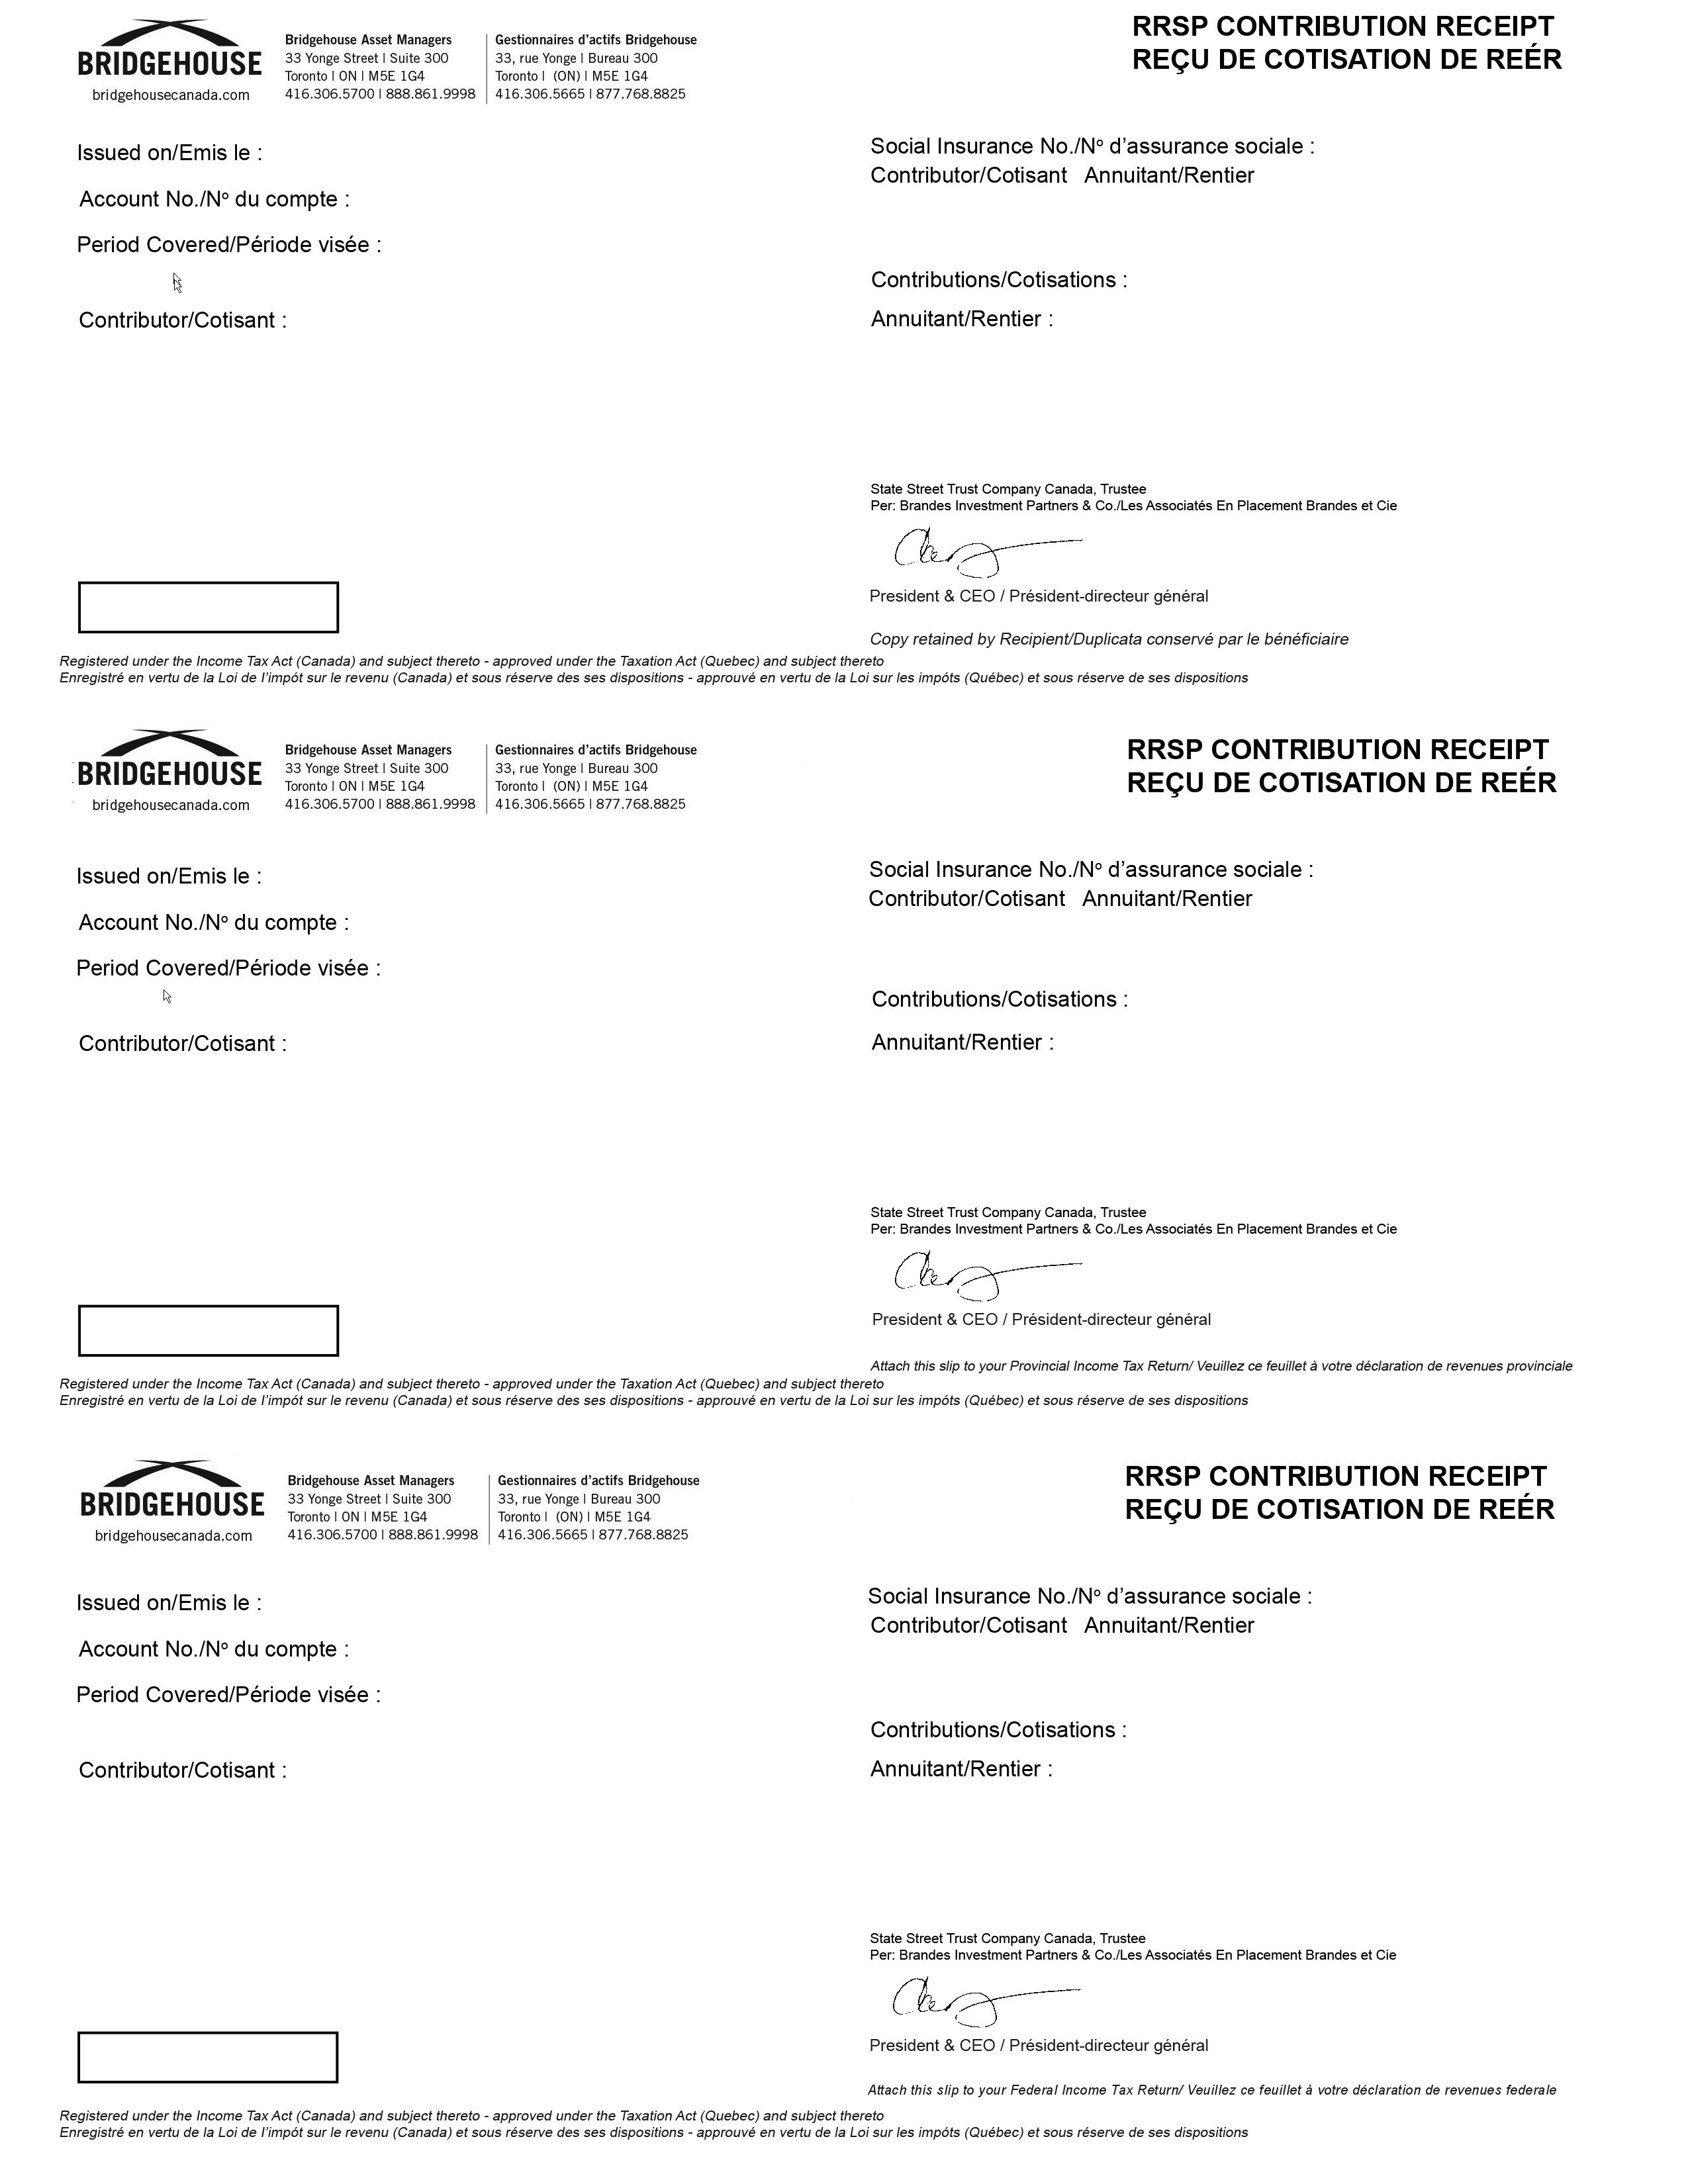 BRIDGEHOUSE
bridgehousecanada.com
Bridgehouse Asset Managers
33 Yonge Street | Suite 300
Toronto | ON | M5E 1G4
416.306.5700 | 888.861.9998
Gestionnaires d'actifs Bridgehouse
33, rue Yonge | Bureau 300
Toronto | (ON) | M5E 1G4
416.306.5665 | 877.768.8825
RRSP CONTRIBUTION RECEIPT
REÇU DE COTISATION DE REÉR
Issued on/Emis le :
Account No./Nº du compte :
Period Covered/Période visée :
Contributor/Cotisant :
Social Insurance No./Nº d'assurance sociale :
Contributor/Cotisant Annuitant/Rentier
Contributions/Cotisations :
Annuitant/Rentier :
State Street Trust Company Canada, Trustee
Per: Brandes Investment Partners & Co./Les Associatés En Placement Brandes et Cie
President & CEO / Président-directeur général
Copy retained by Recipient/Duplicata conservé par le bénéficiaire
Registered under the Income Tax Act (Canada) and subject thereto - approved under the Taxation Act (Quebec) and subject thereto
Enregistré en vertu de la Loi de l'impót sur le revenu (Canada) et sous réserve des ses dispositions - approuvé en vertu de la Loi sur les impóts (Québec) et sous réserve de ses dispositions
BRIDGEHOUSE
bridgehousecanada.com
Bridgehouse Asset Managers
33 Yonge Street | Suite 300
Toronto | ON | M5E 1G4
416.306.5700 | 888.861.9998
Gestionnaires d'actifs Bridgehouse
33, rue Yonge | Bureau 300
Toronto | (ON) | M5E 1G4
416.306.5665 | 877.768.8825
RRSP CONTRIBUTION RECEIPT
REÇU DE COTISATION DE REÉR
Issued on/Emis le :
Account No./Nº du compte :
Period Covered/Période visée :
Contributor/Cotisant :
Social Insurance No./Nº d'assurance sociale :
Contributor/Cotisant Annuitant/Rentier
Contributions/Cotisations :
Annuitant/Rentier :
State Street Trust Company Canada, Trustee
Per: Brandes Investment Partners & Co./Les Associatés En Placement Brandes et Cie
President & CEO / Président-directeur général
Attach this slip to your Provincial Income Tax Return/ Veuillez ce feuillet à votre déclaration de revenues provinciale
Registered under the Income Tax Act (Canada) and subject thereto - approved under the Taxation Act (Quebec) and subject thereto
Enregistré en vertu de la Loi de l'impót sur le revenu (Canada) et sous réserve des ses dispositions - approuvé en vertu de la Loi sur les impóts (Québec) et sous réserve de ses dispositions
BRIDGEHOUSE
bridgehousecanada.com
Bridgehouse Asset Managers
33 Yonge Street | Suite 300
Toronto | ON | M5E 1G4
416.306.5700 | 888.861.9998
Gestionnaires d'actifs Bridgehouse
33, rue Yonge | Bureau 300
Toronto | (ON) | M5E 1G4
416.306.5665 | 877.768.8825
RRSP CONTRIBUTION RECEIPT
REÇU DE COTISATION DE REÉR
Issued on/Emis le :
Account No./Nº du compte :
Period Covered/Période visée :
Contributor/Cotisant :
Social Insurance No./Nº d'assurance sociale :
Contributor/Cotisant Annuitant/Rentier
Contributions/Cotisations :
Annuitant/Rentier :
State Street Trust Company Canada, Trustee
Per: Brandes Investment Partners & Co./Les Associatés En Placement Brandes et Cie
President & CEO / Président-directeur général
Attach this slip to your Federal Income Tax Return/ Veuillez ce feuillet à votre déclaration de revenues federale
Registered under the Income Tax Act (Canada) and subject thereto - approved under the Taxation Act (Quebec) and subject thereto
Enregistré en vertu de la Loi de l'impót sur le revenu (Canada) et sous réserve des ses dispositions - approuvé en vertu de la Loi sur les impóts (Québec) et sous réserve de ses dispositions